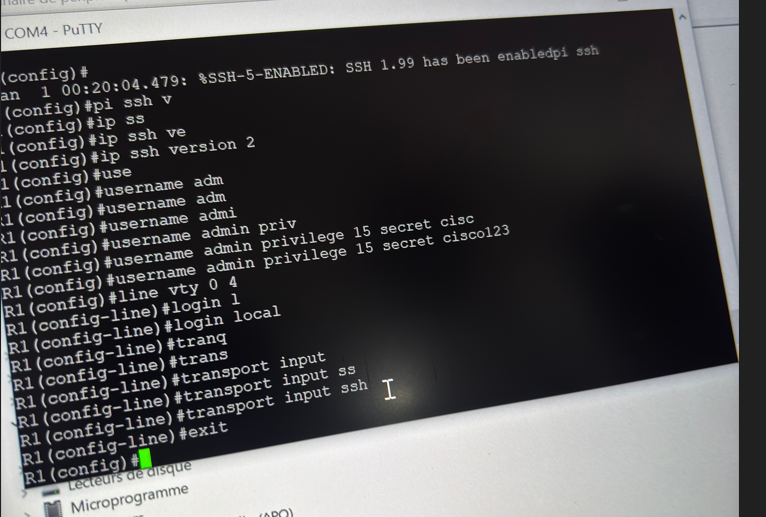 COM4 - PuTTY
(config)#
an  1 00:20:04.479: %SSH-5-ENABLED: SSH 1.99 has been enabledpi ssh
(config)#pi ssh v
(config)#ip ss
(config)#ip ssh ve
1(config)#ip ssh version 2
1(config)#use
1(config)#username adm
R1(config)#username adm
R1(config)#username admi
R1(config)#username admin priv
R1(config)#username admin privilege 15 secret cisc
R1(config)#username admin privilege 15 secret cisco123
R1(config)#line vty 0 4
R1(config-line)#login l
R1(config-line)#login local
R1(config-line)#tranq
R1(config-line)#trans
R1(config-line)#transport input
R1(config-line)#transport input ss
R1(config-line)#transport input ssh
R1(config-line)#exit
R1(config)#
Lecteurs de disque
Microprogramme
(APO)